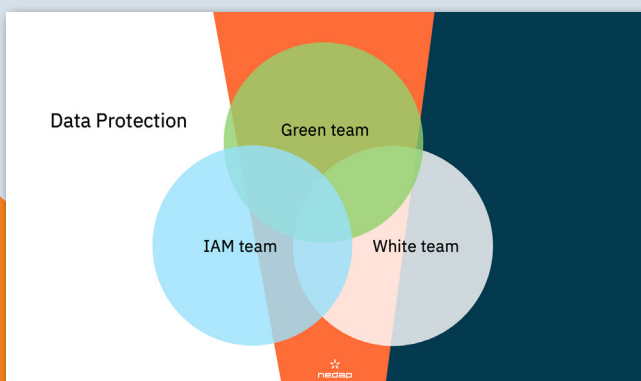 Data Protection
Green team
IAM team
White team
nedap